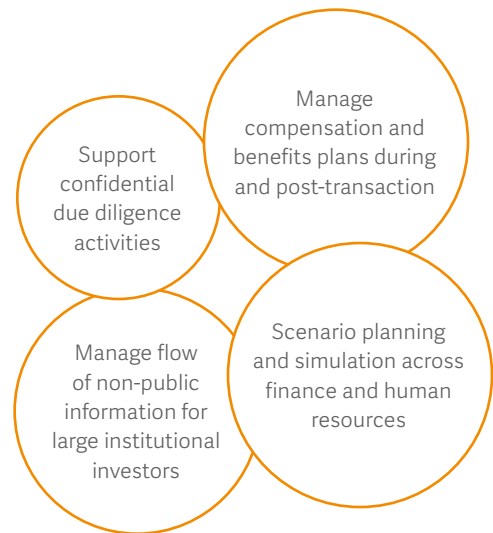 Manage
compensation and
benefits plans during
and post-transaction
Support
confidential
due diligence
activities
Scenario planning
and simulation across
finance and human
resources
Manage flow
of non-public
information for
large institutional
investors